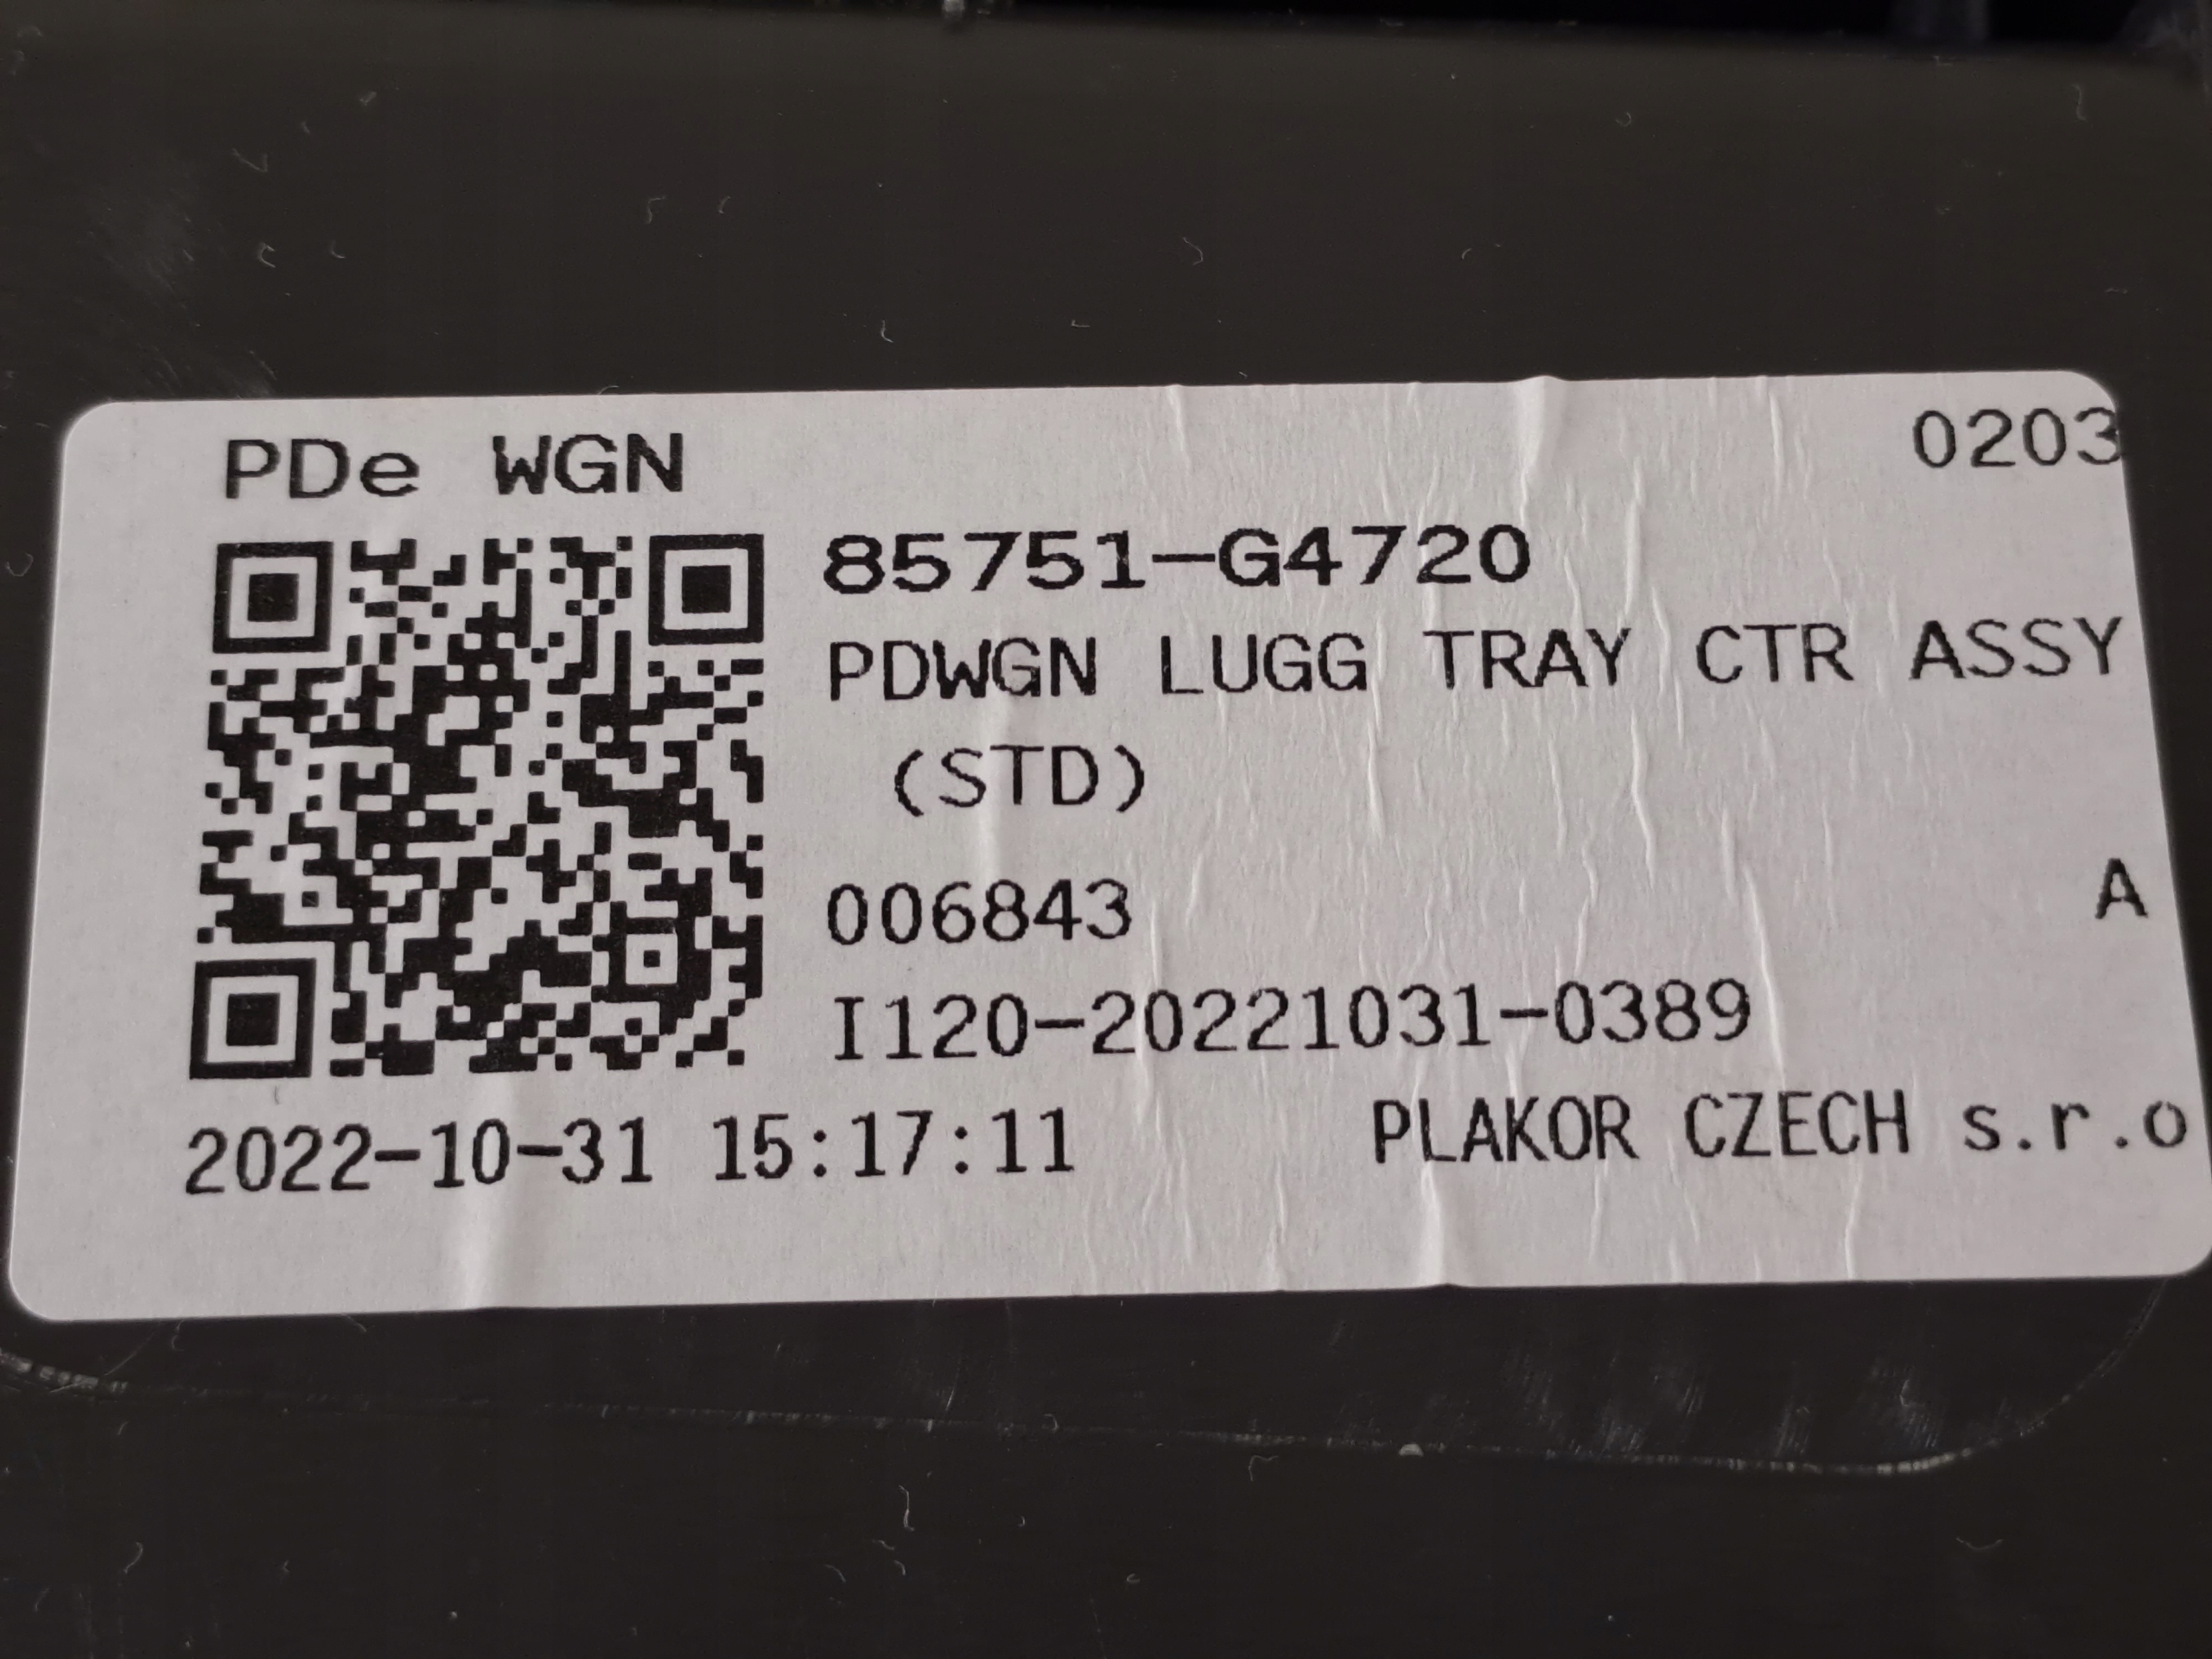 PDe WGN 0203
85751-G4720
PDWGN LUGG TRAY CTR ASSY
(STD)
006843 A
I120-20221031-0389
2022-10-31 15:17:11 PLAKOR CZECH s.r.o